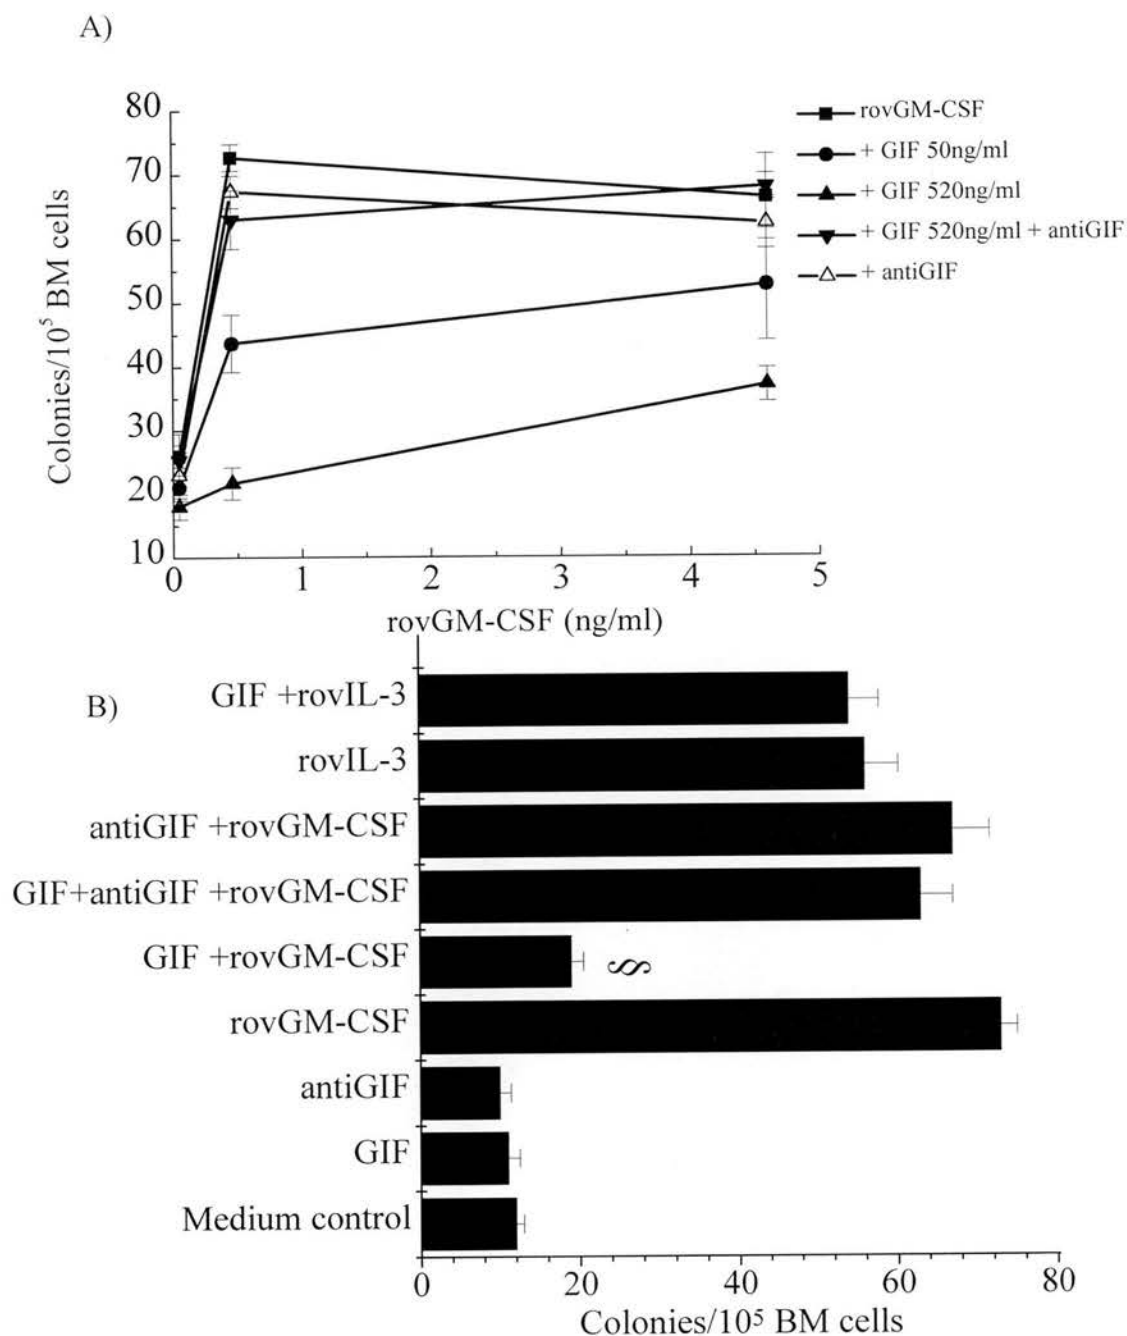 A)
80
70
60
50
40
30
20
10
Colonies/10⁵ BM cells
0 1 2 3 4 5
rovGM-CSF (ng/ml)
rovGM-CSF
+ GIF 50ng/ml
+ GIF 520ng/ml
+ GIF 520ng/ml + antiGIF
+ antiGIF
B)
GIF +rovIL-3
rovIL-3
antiGIF +rovGM-CSF
GIF+antiGIF +rovGM-CSF
GIF +rovGM-CSF
§
rovGM-CSF
antiGIF
GIF
Medium control
0 20 40 60 80
Colonies/10⁵ BM cells